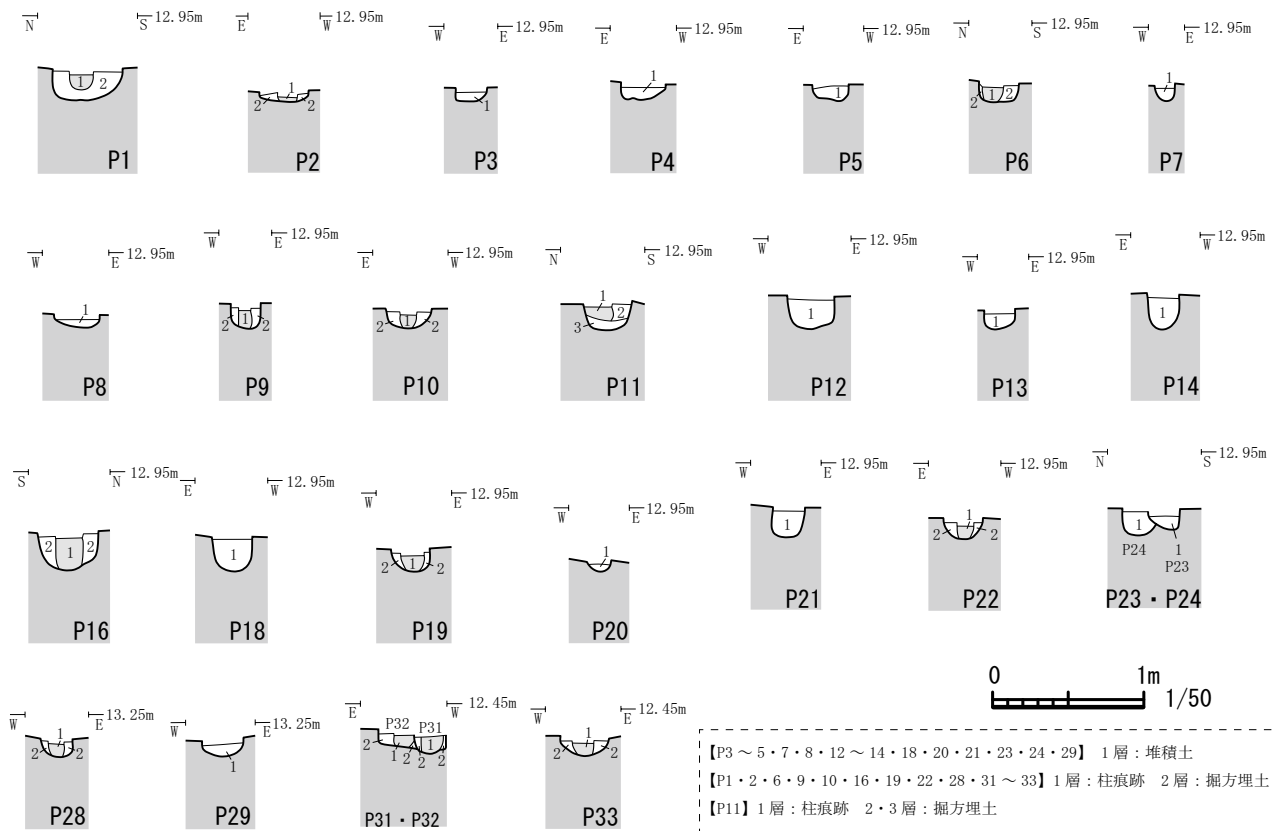 N S 12.95m E W 12.95m W E 12.95m E W 12.95m E W 12.95m N S 12.95m W E 12.95m
1 2 2 1 2 1 1 1 2 1 2 1
P1 P2 P3 P4 P5 P6 P7
W E 12.95m W E 12.95m E W 12.95m N S 12.95m W E 12.95m W E 12.95m E W 12.95m
1 2 1 2 2 1 2 1 2 3 1 1 1
P8 P9 P10 P11 P12 P13 P14
S N 12.95m E W 12.95m W E 12.95m W E 12.95m W E 12.95m E W 12.95m N S 12.95m
2 1 2 1 2 1 2 1 1 2 1 2 P24 1 P23
P16 P18 P19 P20 P21 P22 P23・P24
W E 13.25m W E 13.25m E W 12.45m W E 12.45m
2 1 2 1 P32 P31 1 2 2 2 1 2 2 1 2
P28 P29 P31・P32 P33
0 1m
1/50
【P3～5・7・8・12～14・18・20・21・23・24・29】 1層：堆積土
【P1・2・6・9・10・16・19・22・28・31～33】1層：柱痕跡 2層：掘方埋土
【P11】1層：柱痕跡 2・3層：掘方埋土